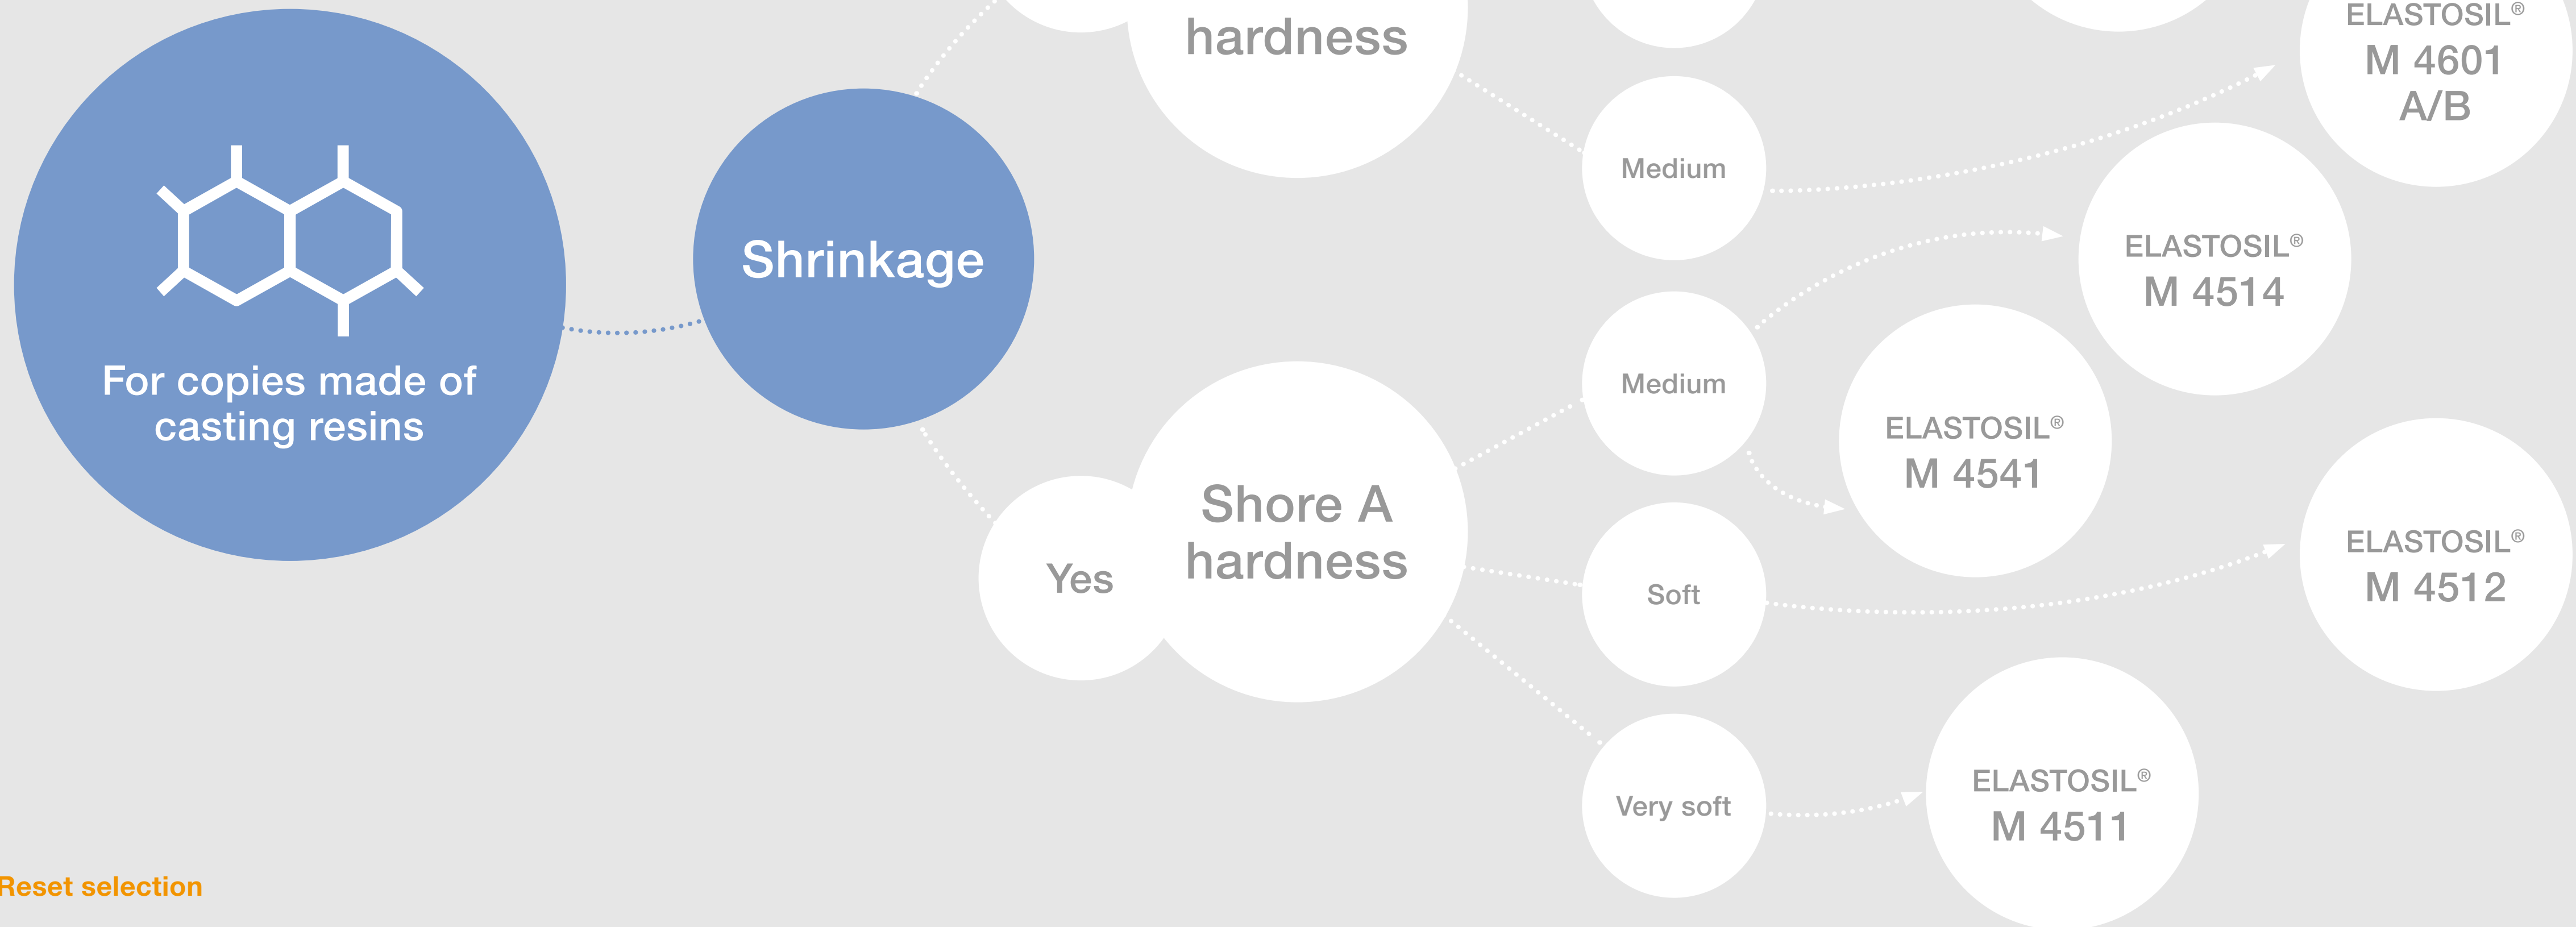 For copies made of
casting resins
Shrinkage
hardness
Medium
ELASTOSIL®
M 4601
A/B
Yes
Shore A
hardness
Medium
ELASTOSIL®
M 4514
ELASTOSIL®
M 4541
Soft
ELASTOSIL®
M 4512
Very soft
ELASTOSIL®
M 4511
Reset selection